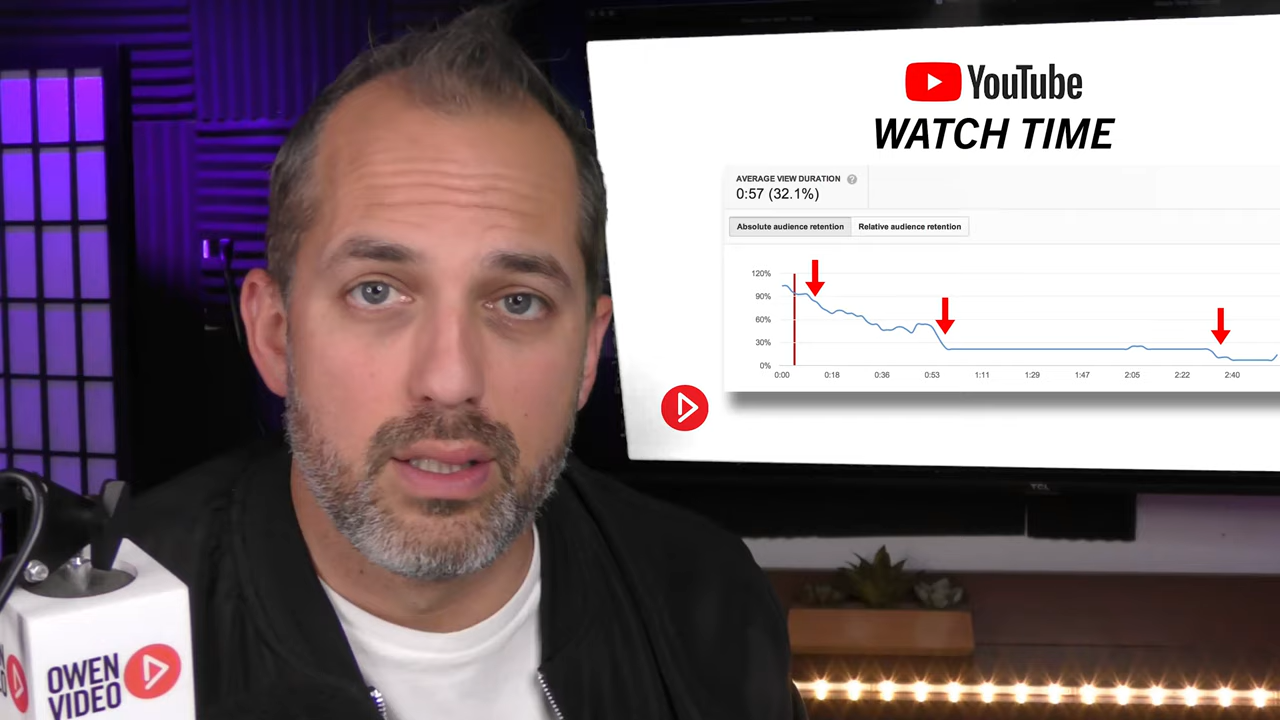 YouTube
WATCH TIME
AVERAGE VIEW DURATION ?
0:57 (32.1%)
Absolute audience retention Relative audience retention
120%
90%
60%
30%
0%
0:00 0:18 0:36 0:53 1:11 1:29 1:47 2:05 2:22 2:40
TCL
OWEN
VIDEO